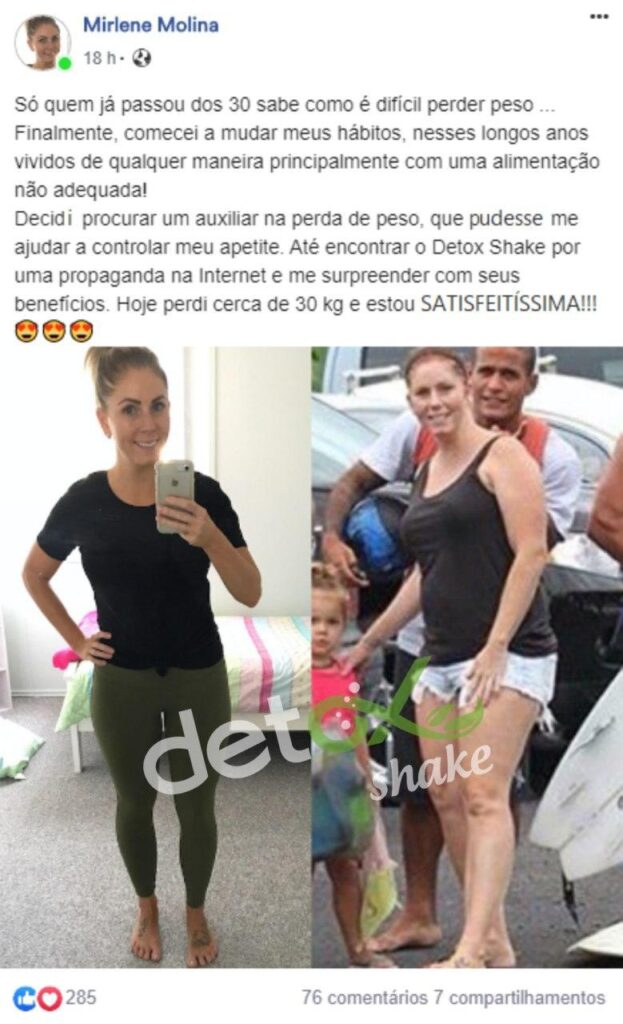 Mirlene Molina
18 h ·
Só quem já passou dos 30 sabe como é difícil perder peso ...
Finalmente, comecei a mudar meus hábitos, nesses longos anos
vividos de qualquer maneira principalmente com uma alimentação
não adequada!
Decidi procurar um auxiliar na perda de peso, que pudesse me
ajudar a controlar meu apetite. Até encontrar o Detox Shake por
uma propaganda na Internet e me surpreender com seus
benefícios. Hoje perdi cerca de 30 kg e estou SATISFEITÍSSIMA!!!
detox
shake
285
76 comentários 7 compartilhamentos